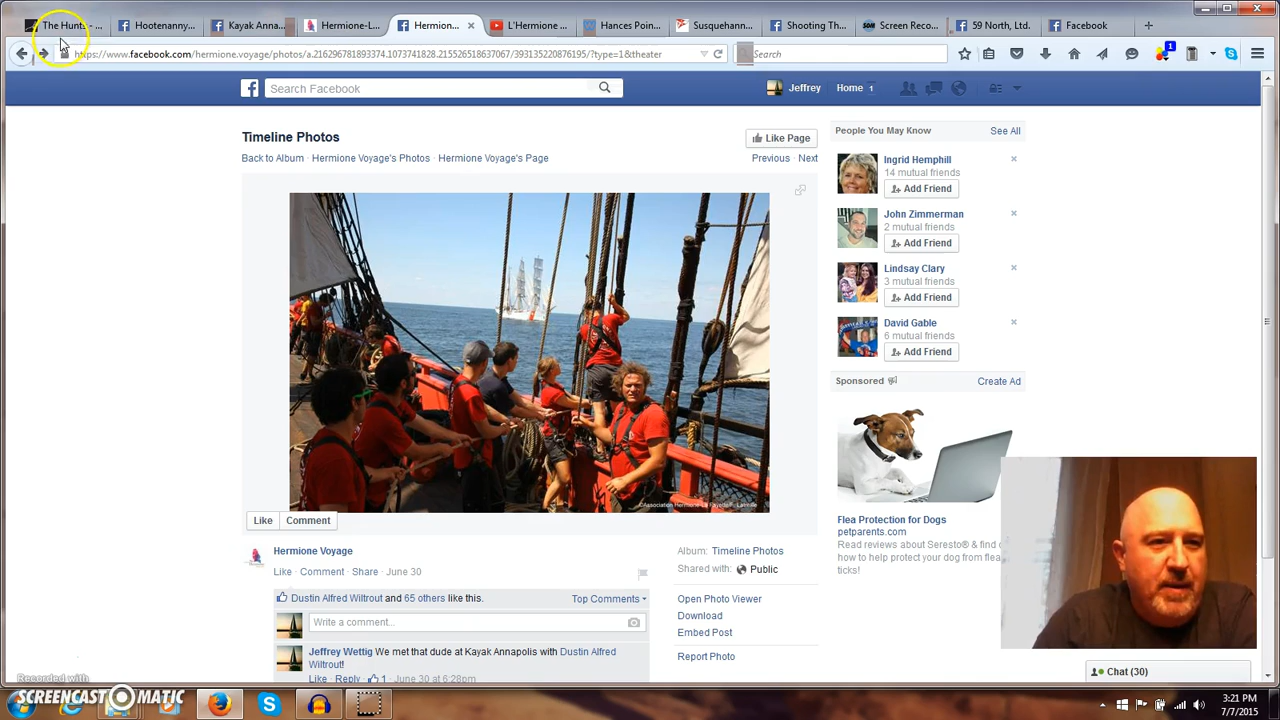 The Hunts - ...
Hootenanny...
Kayak Anna...
Hermione-L...
Hermion...
L'Hermione ...
Hances Poin...
Susquehann...
Shooting Th...
Screen Reco...
59 North, Ltd.
Facebook
https://www.facebook.com/hermione.voyage/photos/a.216296781893374.1073741828.215526518637067/393135220876195/?type=1&theater
Search
1
Search Facebook
Jeffrey Home 1
Timeline Photos
Like Page
Back to Album · Hermione Voyage's Photos · Hermione Voyage's Page
Previous · Next
People You May Know See All
Ingrid Hemphill
14 mutual friends
Add Friend
John Zimmerman
2 mutual friends
Add Friend
Lindsay Clary
3 mutual friends
Add Friend
David Gable
6 mutual friends
Add Friend
Sponsored Create Ad
Flea Protection for Dogs
petparents.com
Read reviews about Seresto® & find o
how to help protect your dog from flea
ticks!
Like Comment
Hermione Voyage
Like · Comment · Share · June 30
Dustin Alfred Wiltrout and 65 others like this.
Top Comments
Write a comment...
Jeffrey Wettig We met that dude at Kayak Annapolis with Dustin Alfred
Wiltrout!
Like · Reply · 1 · June 30 at 6:28pm
Album: Timeline Photos
Shared with: Public
Open Photo Viewer
Download
Embed Post
Report Photo
Chat (30)
Recorded with
SCREENCAST MATIC
3:21 PM
7/7/2015